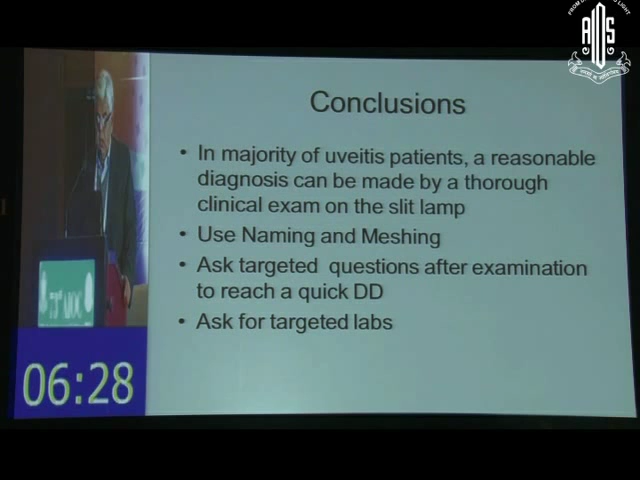 AIOS
Conclusions
• In majority of uveitis patients, a reasonable
diagnosis can be made by a thorough
clinical exam on the slit lamp
• Use Naming and Meshing
• Ask targeted questions after examination
to reach a quick DD
• Ask for targeted labs
06:28